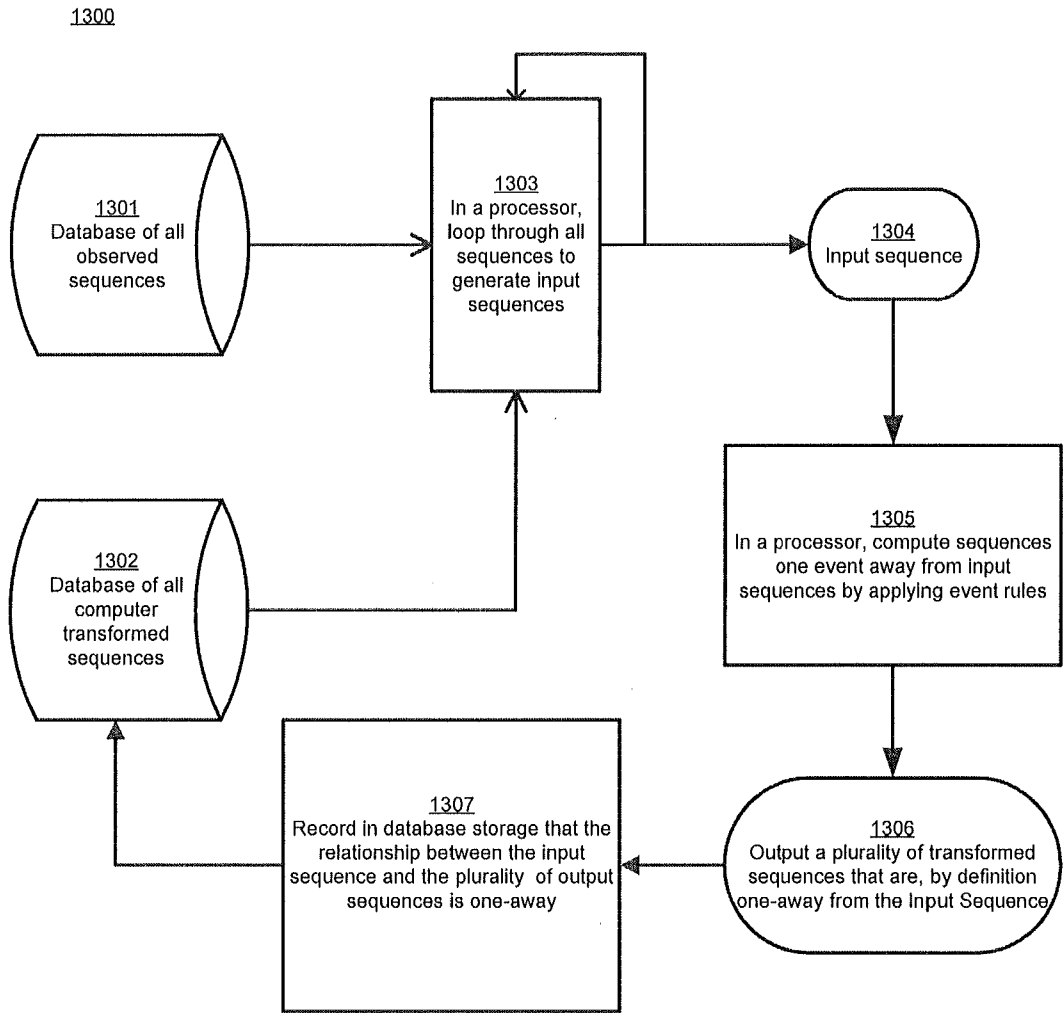 1300
1301
Database of all
observed
sequences
1303
In a processor,
loop through all
sequences to
generate input
sequences
1304
Input sequence
1302
Database of all
computer
transformed
sequences
1305
In a processor, compute sequences
one event away from input
sequences by applying event rules
1307
Record in database storage that the
relationship between the input
sequence and the plurality of output
sequences is one-away
1306
Output a plurality of transformed
sequences that are, by definition
one-away from the Input Sequence